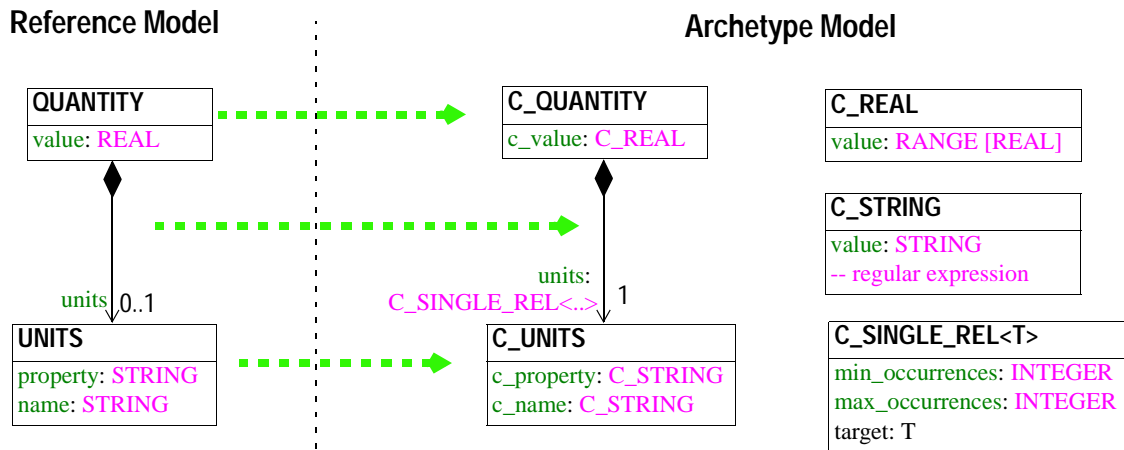 Reference Model
Archetype Model
QUANTITY
value: REAL
units
0..1
UNITS
property: STRING
name: STRING
C_QUANTITY
c_value: C_REAL
units:
C_SINGLE_REL<..>
1
C_UNITS
c_property: C_STRING
c_name: C_STRING
C_REAL
value: RANGE [REAL]
C_STRING
value: STRING
-- regular expression
C_SINGLE_REL<T>
min_occurrences: INTEGER
max_occurrences: INTEGER
target: T